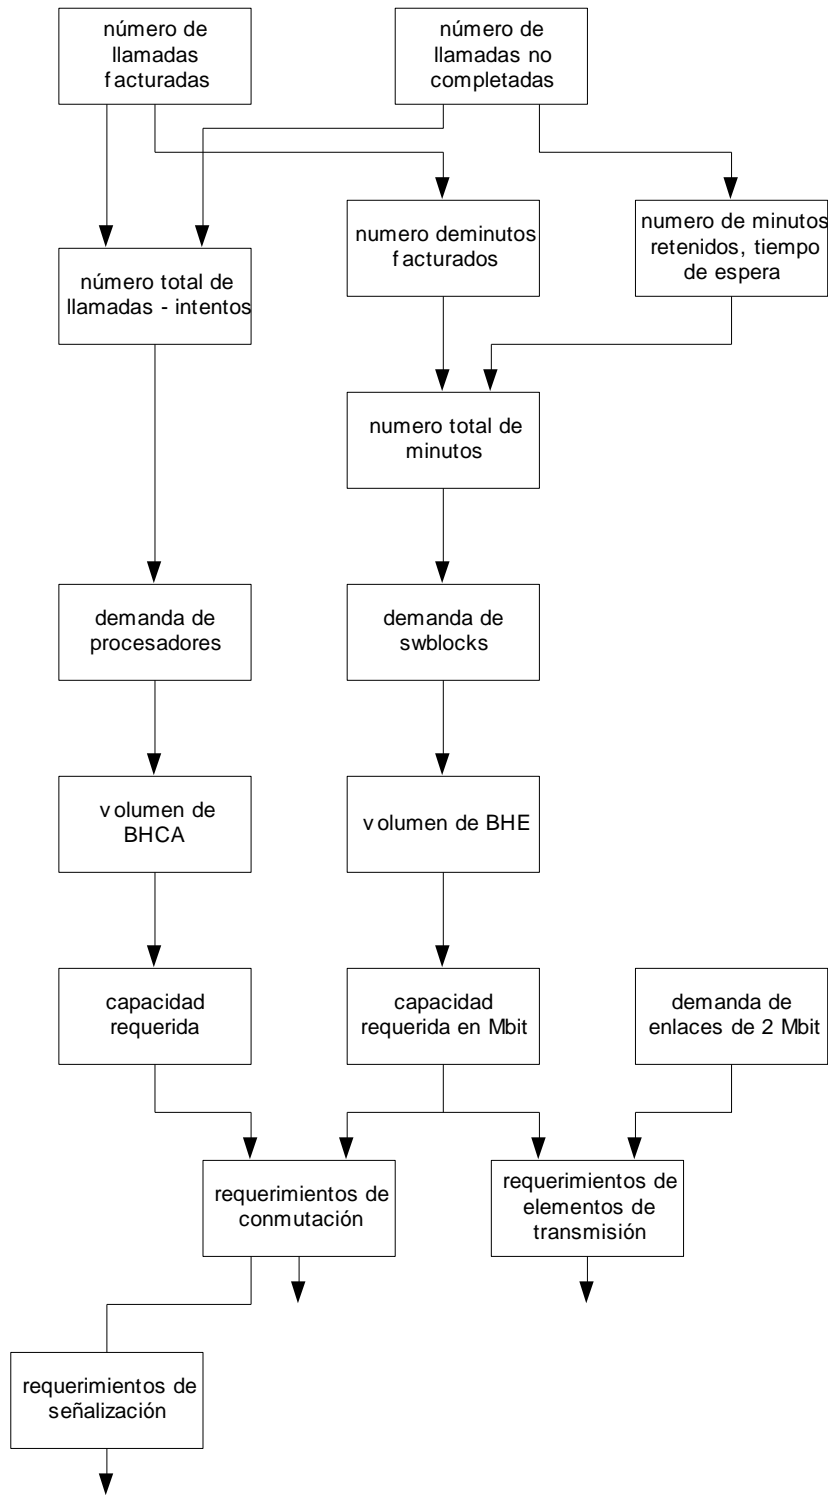 número de
llamadas
facturadas
número de
llamadas no
completadas
numero deminutos
facturados
numero de minutos
retenidos, tiempo
de espera
número total de
llamadas - intentos
numero total de
minutos
demanda de
procesadores
demanda de
swblocks
volumen de
BHCA
volumen de BHE
capacidad
requerida
capacidad
requerida en Mbit
demanda de
enlaces de 2 Mbit
requerimientos de
conmutación
requerimientos de
elementos de
transmisión
requerimientos de
señalización